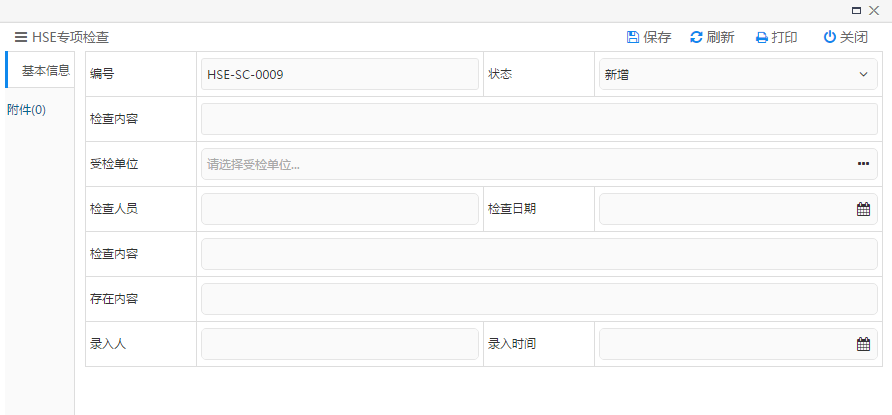 HSE专项检查 保存 刷新 打印 关闭
基本信息
附件(0)
编号 HSE-SC-0009 状态 新增
检查内容
受检单位 请选择受检单位...
检查人员 检查日期
检查内容
存在内容
录入人 录入时间